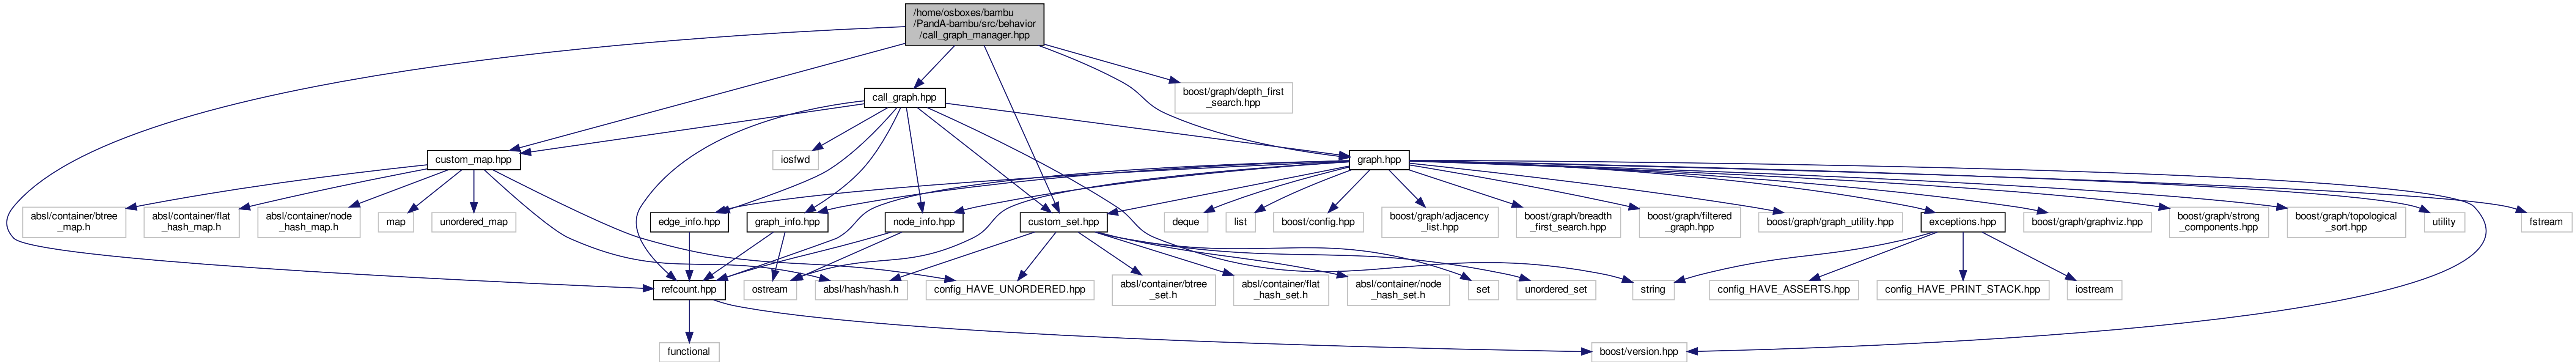 /home/osboxes/bambu
/PandA-bambu/src/behavior
/call_graph_manager.hpp
boost/graph/depth_first
_search.hpp
call_graph.hpp
custom_map.hpp
iosfwd
graph.hpp
absl/container/btree
_map.h
absl/container/flat
_hash_map.h
absl/container/node
_hash_map.h
map
unordered_map
edge_info.hpp
graph_info.hpp
node_info.hpp
custom_set.hpp
deque
list
boost/config.hpp
boost/graph/adjacency
_list.hpp
boost/graph/breadth
_first_search.hpp
boost/graph/filtered
_graph.hpp
boost/graph/graph_utility.hpp
exceptions.hpp
boost/graph/graphviz.hpp
boost/graph/strong
_components.hpp
boost/graph/topological
_sort.hpp
utility
fstream
refcount.hpp
ostream
absl/hash/hash.h
config_HAVE_UNORDERED.hpp
absl/container/btree
_set.h
absl/container/flat
_hash_set.h
absl/container/node
_hash_set.h
set
unordered_set
string
config_HAVE_ASSERTS.hpp
config_HAVE_PRINT_STACK.hpp
iostream
functional
boost/version.hpp